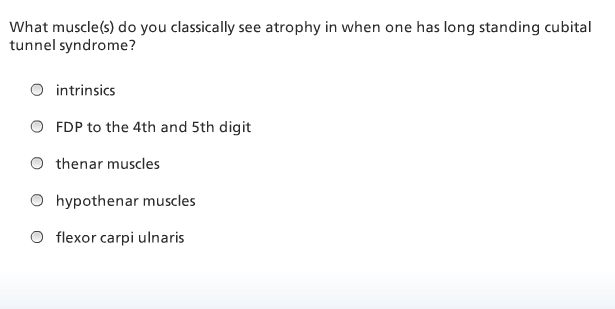 What muscle(s) do you classically see atrophy in when one has long standing cubital
tunnel syndrome?
intrinsics
FDP to the 4th and 5th digit
thenar muscles
hypothenar muscles
flexor carpi ulnaris